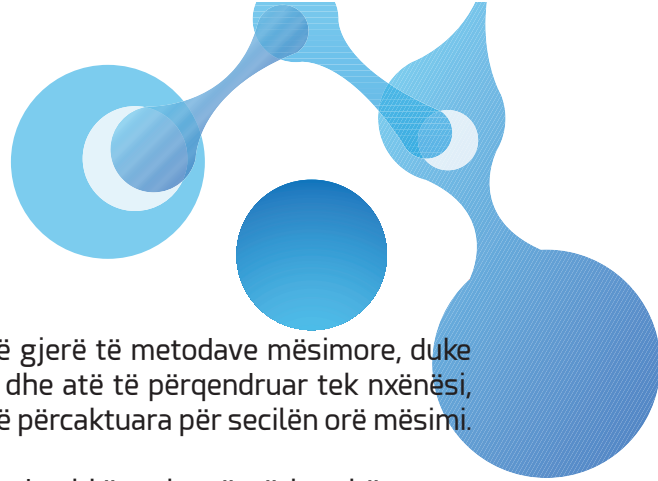 gjerë të metodave mësimore, duke
dhe atë të përqendruar tek nxënësi,
përcaktuara për secilën orë mësimi.